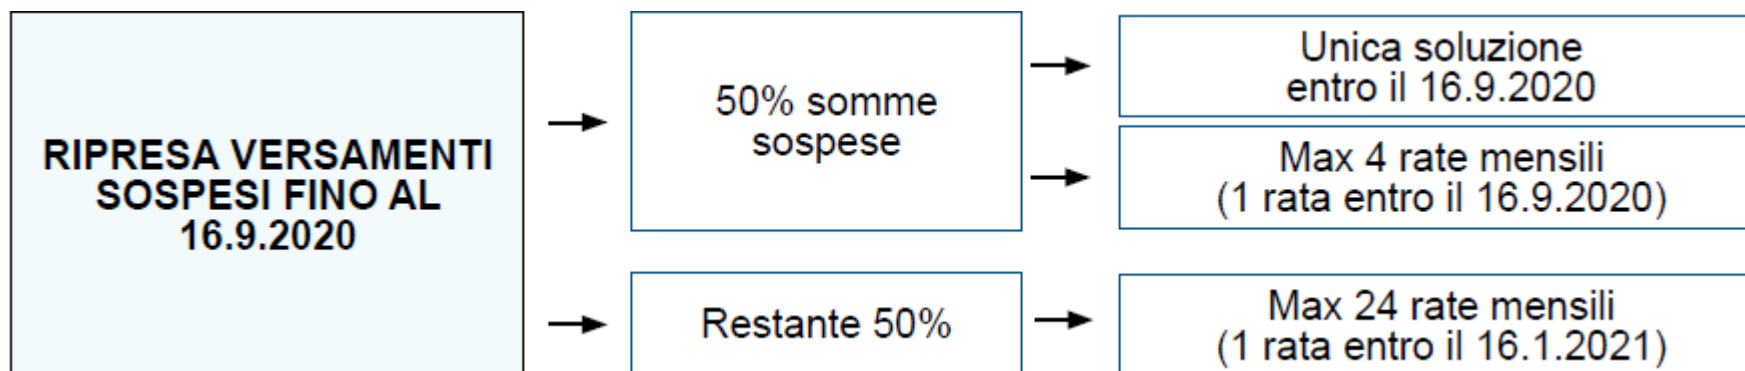 RIPRESA VERSAMENTI
SOSPESI FINO AL
16.9.2020
50% somme
sospese
Unica soluzione
entro il 16.9.2020
Max 4 rate mensili
(1 rata entro il 16.9.2020)
Restante 50%
Max 24 rate mensili
(1 rata entro il 16.1.2021)